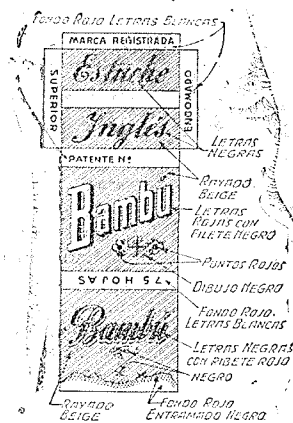 FONDO ROJO LETRAS BLANCAS
MARCA REGISTRADA
Estuche
SUPERIOR
ENGOMADO
Inglés
LETRAS
NEGRAS
PATENTE Nº
RAYADO
BEIGE
Bambú
LETRAS
ROJAS CON
FILETE NEGRO
PUNTOS ROJOS
DIBUJO NEGRO
75 HOJAS
FONDO ROJO
LETRAS BLANCAS
Bambú
LETRAS NEGRAS
CON RIBETE ROJO
NEGRO
RAYADO
BEIGE
FONDO ROJO
ENTRAMADO NEGRO